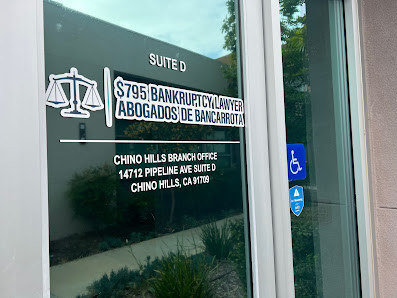 SUITE D
$795 BANKRUPTCY LAWYER
ABOGADOS DE BANCARROTA
CHINO HILLS BRANCH OFFICE
14712 PIPELINE AVE SUITE D
CHINO HILLS, CA 91709